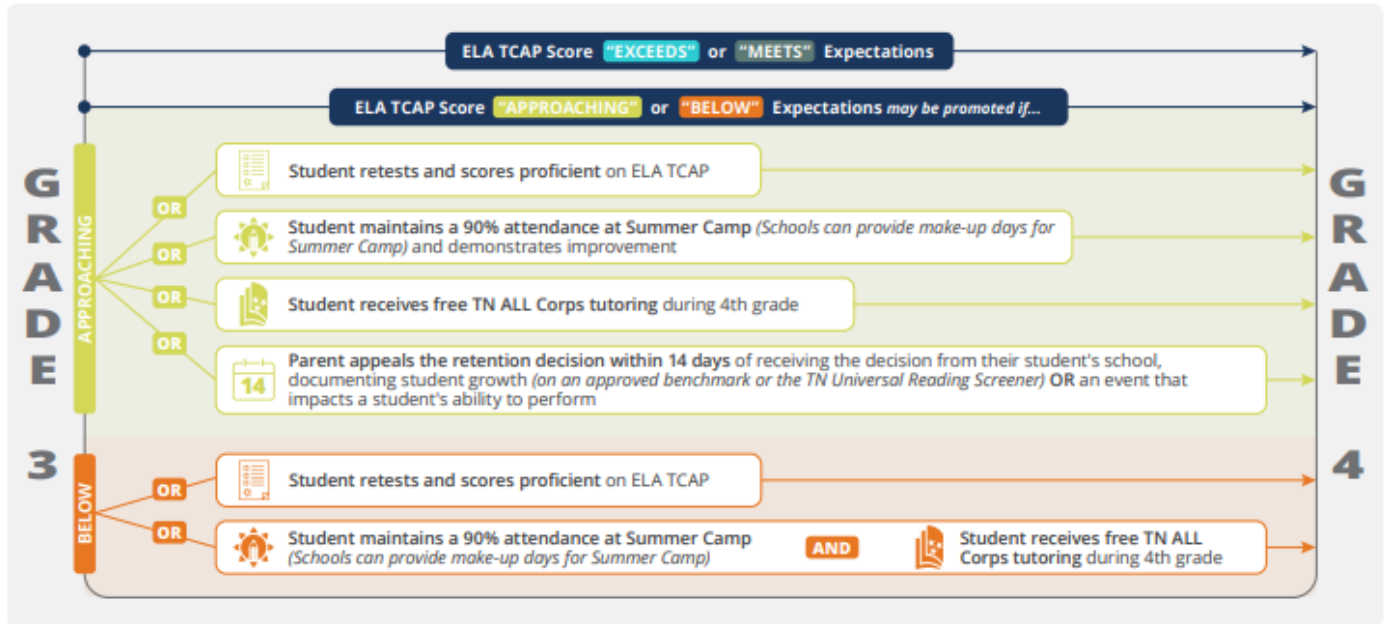 ELA TCAP Score "EXCEEDS" or "MEETS" Expectations
ELA TCAP Score "APPROACHING" or "BELOW" Expectations may be promoted if...
GRADE 3
APPROACHING
OR
Student retests and scores proficient on ELA TCAP
OR
Student maintains a 90% attendance at Summer Camp (Schools can provide make-up days for
Summer Camp) and demonstrates improvement
OR
Student receives free TN ALL Corps tutoring during 4th grade
OR
14
Parent appeals the retention decision within 14 days of receiving the decision from their student's school,
documenting student growth (on an approved benchmark or the TN Universal Reading Screener) OR an event that
impacts a student's ability to perform
BELOW
OR
Student retests and scores proficient on ELA TCAP
OR
Student maintains a 90% attendance at Summer Camp
(Schools can provide make-up days for Summer Camp)
AND
Student receives free TN ALL
Corps tutoring during 4th grade
GRADE 4